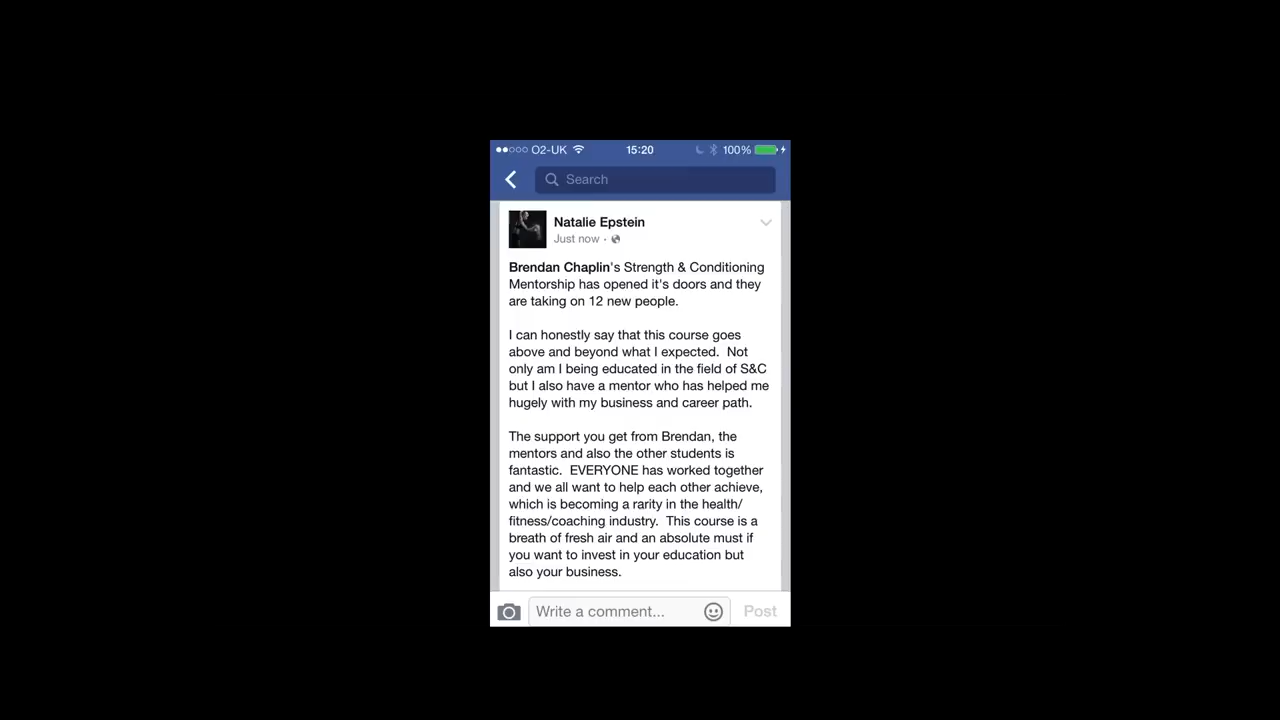 O2-UK 15:20 100%
Search
Natalie Epstein
Just now
Brendan Chaplin's Strength & Conditioning
Mentorship has opened it's doors and they
are taking on 12 new people.
I can honestly say that this course goes
above and beyond what I expected.  Not
only am I being educated in the field of S&C
but I also have a mentor who has helped me
hugely with my business and career path.
The support you get from Brendan, the
mentors and also the other students is
fantastic.  EVERYONE has worked together
and we all want to help each other achieve,
which is becoming a rarity in the health/
fitness/coaching industry.  This course is a
breath of fresh air and an absolute must if
you want to invest in your education but
also your business.
Write a comment... Post